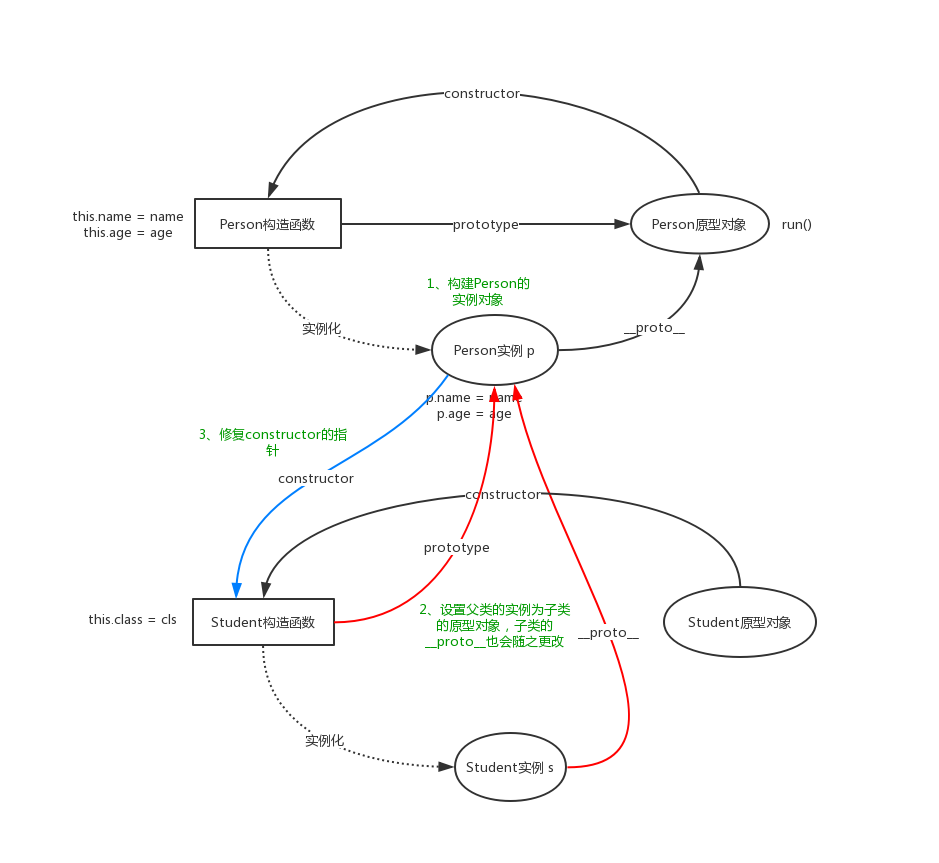 constructor
this.name = name
this.age = age
Person构造函数
prototype
Person原型对象
run()
1、构建Person的
实例对象
实例化
__proto__
Person实例 p
p.name = name
p.age = age
3、修复constructor的指
针
constructor
constructor
prototype
this.class = cls
Student构造函数
2、设置父类的实例为子类
的原型对象，子类的
__proto__也会随之更改
__proto__
Student原型对象
实例化
Student实例 s